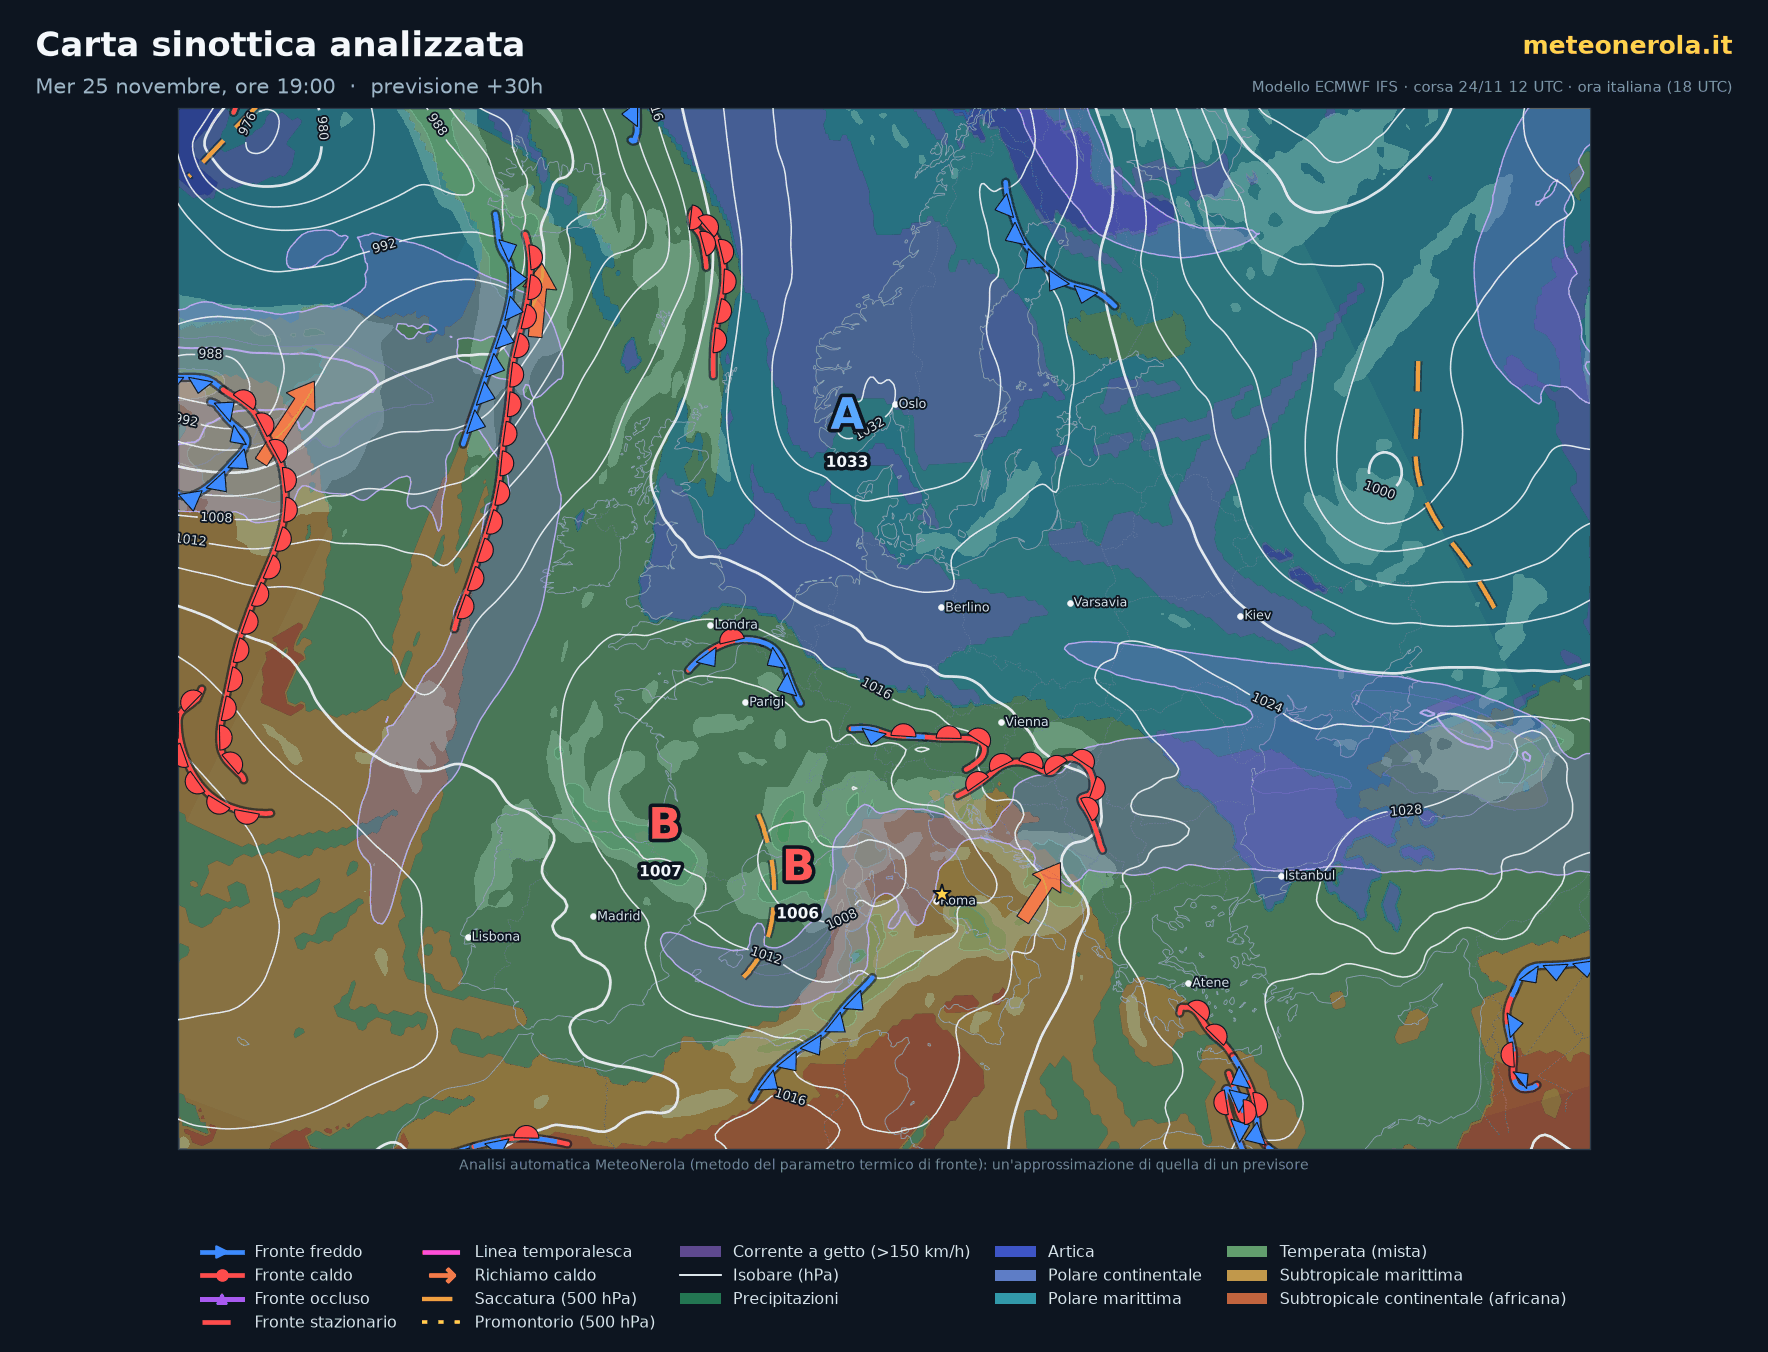 Carta sinottica analizzata
meteonerola.it
Mer 25 novembre, ore 19:00 · previsione +30h
Modello ECMWF IFS · corsa 24/11 12 UTC · ora italiana (18 UTC)
976
980
988
16
992
988
992
1008
1012
A
1032
1033
Oslo
1000
Berlino
Varsavia
Kiev
Londra
Parigi
1016
Vienna
1024
1028
B
1007
B
1006
1008
1012
Roma
Istanbul
Madrid
Lisbona
Atene
1016
Analisi automatica MeteoNerola (metodo del parametro termico di fronte): un'approssimazione di quella di un previsore
Fronte freddo
Fronte caldo
Fronte occluso
Fronte stazionario
Linea temporalesca
Richiamo caldo
Saccatura (500 hPa)
Promontorio (500 hPa)
Corrente a getto (>150 km/h)
Isobare (hPa)
Precipitazioni
Artica
Polare continentale
Polare marittima
Temperata (mista)
Subtropicale marittima
Subtropicale continentale (africana)